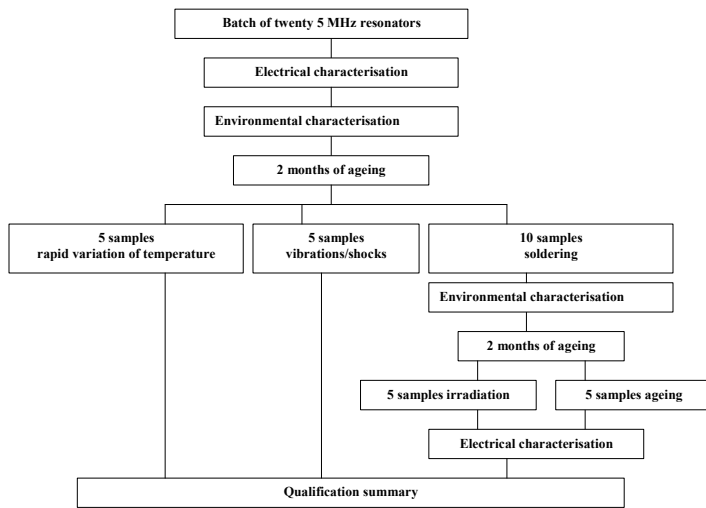 Batch of twenty 5 MHz resonators
Electrical characterisation
Environmental characterisation
2 months of ageing
5 samples
rapid variation of temperature
5 samples
vibrations/shocks
10 samples
soldering
Environmental characterisation
2 months of ageing
5 samples irradiation
5 samples ageing
Electrical characterisation
Qualification summary